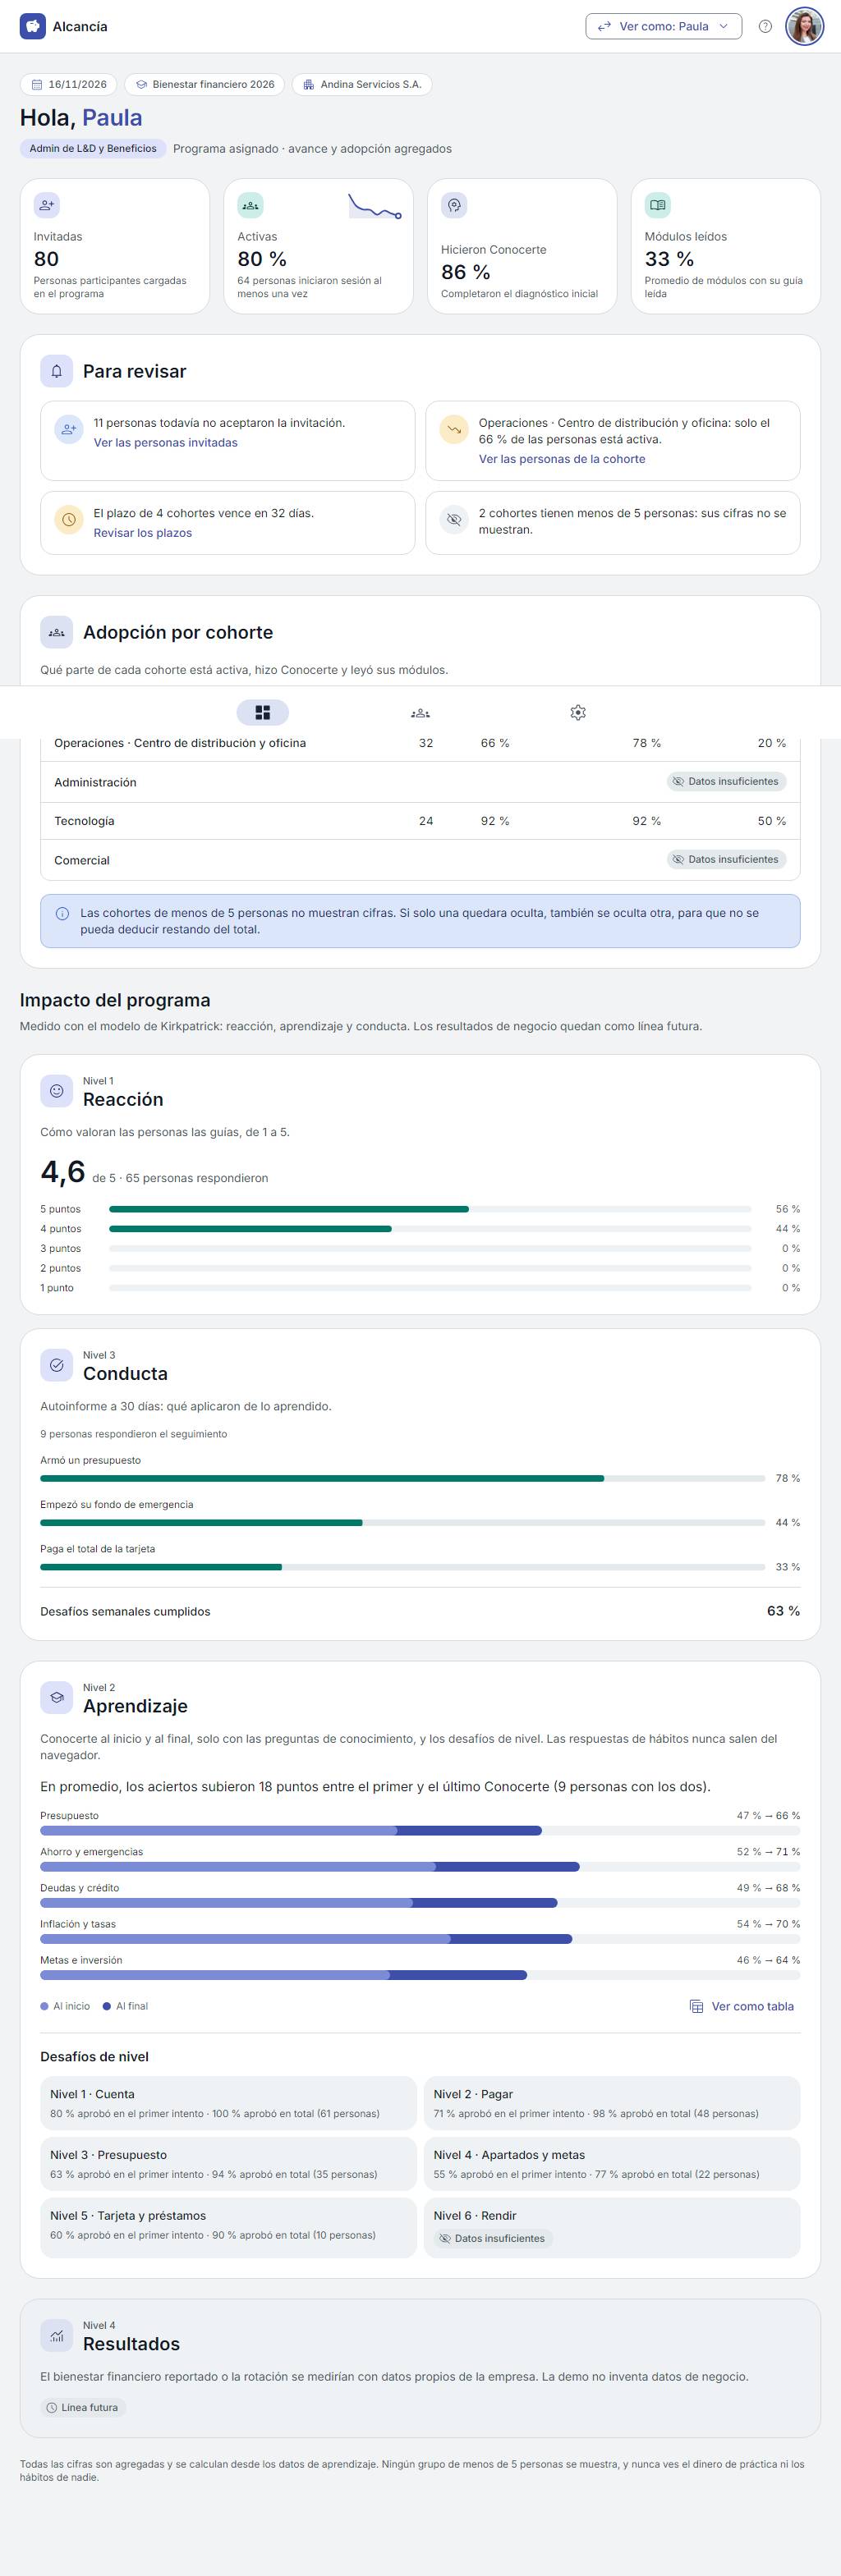 Alcancía
Ver como: Paula
16/11/2026
Bienestar financiero 2026
Andina Servicios S.A.
Hola, Paula
Admin de L&D y Beneficios
Programa asignado · avance y adopción agregados
Invitadas
80
Personas participantes cargadas
en el programa
Activas
80 %
64 personas iniciaron sesión al
menos una vez
Hicieron Conocerte
86 %
Completaron el diagnóstico inicial
Módulos leídos
33 %
Promedio de módulos con su guía
leída
Para revisar
11 personas todavía no aceptaron la invitación.
Ver las personas invitadas
Operaciones · Centro de distribución y oficina: solo el
66 % de las personas está activa.
Ver las personas de la cohorte
El plazo de 4 cohortes vence en 32 días.
Revisar los plazos
2 cohortes tienen menos de 5 personas: sus cifras no se
muestran.
Adopción por cohorte
Qué parte de cada cohorte está activa, hizo Conocerte y leyó sus módulos.
Operaciones · Centro de distribución y oficina 32 66 % 78 % 20 %
Administración Datos insuficientes
Tecnología 24 92 % 92 % 50 %
Comercial Datos insuficientes
Las cohortes de menos de 5 personas no muestran cifras. Si solo una quedara oculta, también se oculta otra, para que no se
pueda deducir restando del total.
Impacto del programa
Medido con el modelo de Kirkpatrick: reacción, aprendizaje y conducta. Los resultados de negocio quedan como línea futura.
Nivel 1
Reacción
Cómo valoran las personas las guías, de 1 a 5.
4,6 de 5 · 65 personas respondieron
5 puntos 56 %
4 puntos 44 %
3 puntos 0 %
2 puntos 0 %
1 punto 0 %
Nivel 3
Conducta
Autoinforme a 30 días: qué aplicaron de lo aprendido.
9 personas respondieron el seguimiento
Armó un presupuesto
78 %
Empezó su fondo de emergencia
44 %
Paga el total de la tarjeta
33 %
Desafíos semanales cumplidos 63 %
Nivel 2
Aprendizaje
Conocerte al inicio y al final, solo con las preguntas de conocimiento, y los desafíos de nivel. Las respuestas de hábitos nunca salen del
navegador.
En promedio, los aciertos subieron 18 puntos entre el primer y el último Conocerte (9 personas con los dos).
Presupuesto 47 % → 66 %
Ahorro y emergencias 52 % → 71 %
Deudas y crédito 49 % → 68 %
Inflación y tasas 54 % → 70 %
Metas e inversión 46 % → 64 %
Al inicio Al final Ver como tabla
Desafíos de nivel
Nivel 1 · Cuenta
80 % aprobó en el primer intento · 100 % aprobó en total (61 personas)
Nivel 2 · Pagar
71 % aprobó en el primer intento · 98 % aprobó en total (48 personas)
Nivel 3 · Presupuesto
63 % aprobó en el primer intento · 94 % aprobó en total (35 personas)
Nivel 4 · Apartados y metas
55 % aprobó en el primer intento · 77 % aprobó en total (22 personas)
Nivel 5 · Tarjeta y préstamos
60 % aprobó en el primer intento · 90 % aprobó en total (10 personas)
Nivel 6 · Rendir
Datos insuficientes
Nivel 4
Resultados
El bienestar financiero reportado o la rotación se medirían con datos propios de la empresa. La demo no inventa datos de negocio.
Línea futura
Todas las cifras son agregadas y se calculan desde los datos de aprendizaje. Ningún grupo de menos de 5 personas se muestra, y nunca ves el dinero de práctica ni los
hábitos de nadie.